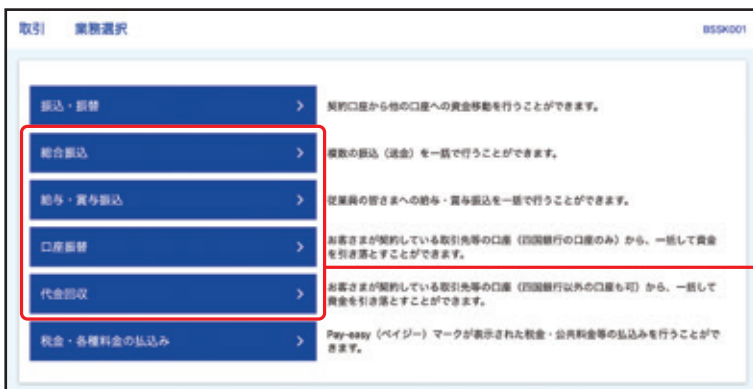 取引 業務選択 BSSK001
振込・振替 契約口座から他の口座への資金移動を行うことができます。
総合振込 複数の振込（送金）を一括で行うことができます。
給与・賞与振込 従業員の皆さまへの給与・賞与振込を一括で行うことができます。
口座振替 お客さまが契約している取引先等の口座（四国銀行の口座のみ）から、一括して資金
を引き落とすことができます。
代金回収 お客さまが契約している取引先等の口座（四国銀行以外の口座も可）から、一括して
資金を引き落とすことができます。
税金・各種料金の払込み Pay-easy（ペイジー）マークが表示された税金・公共料金等の払込みを行うことがで
きます。